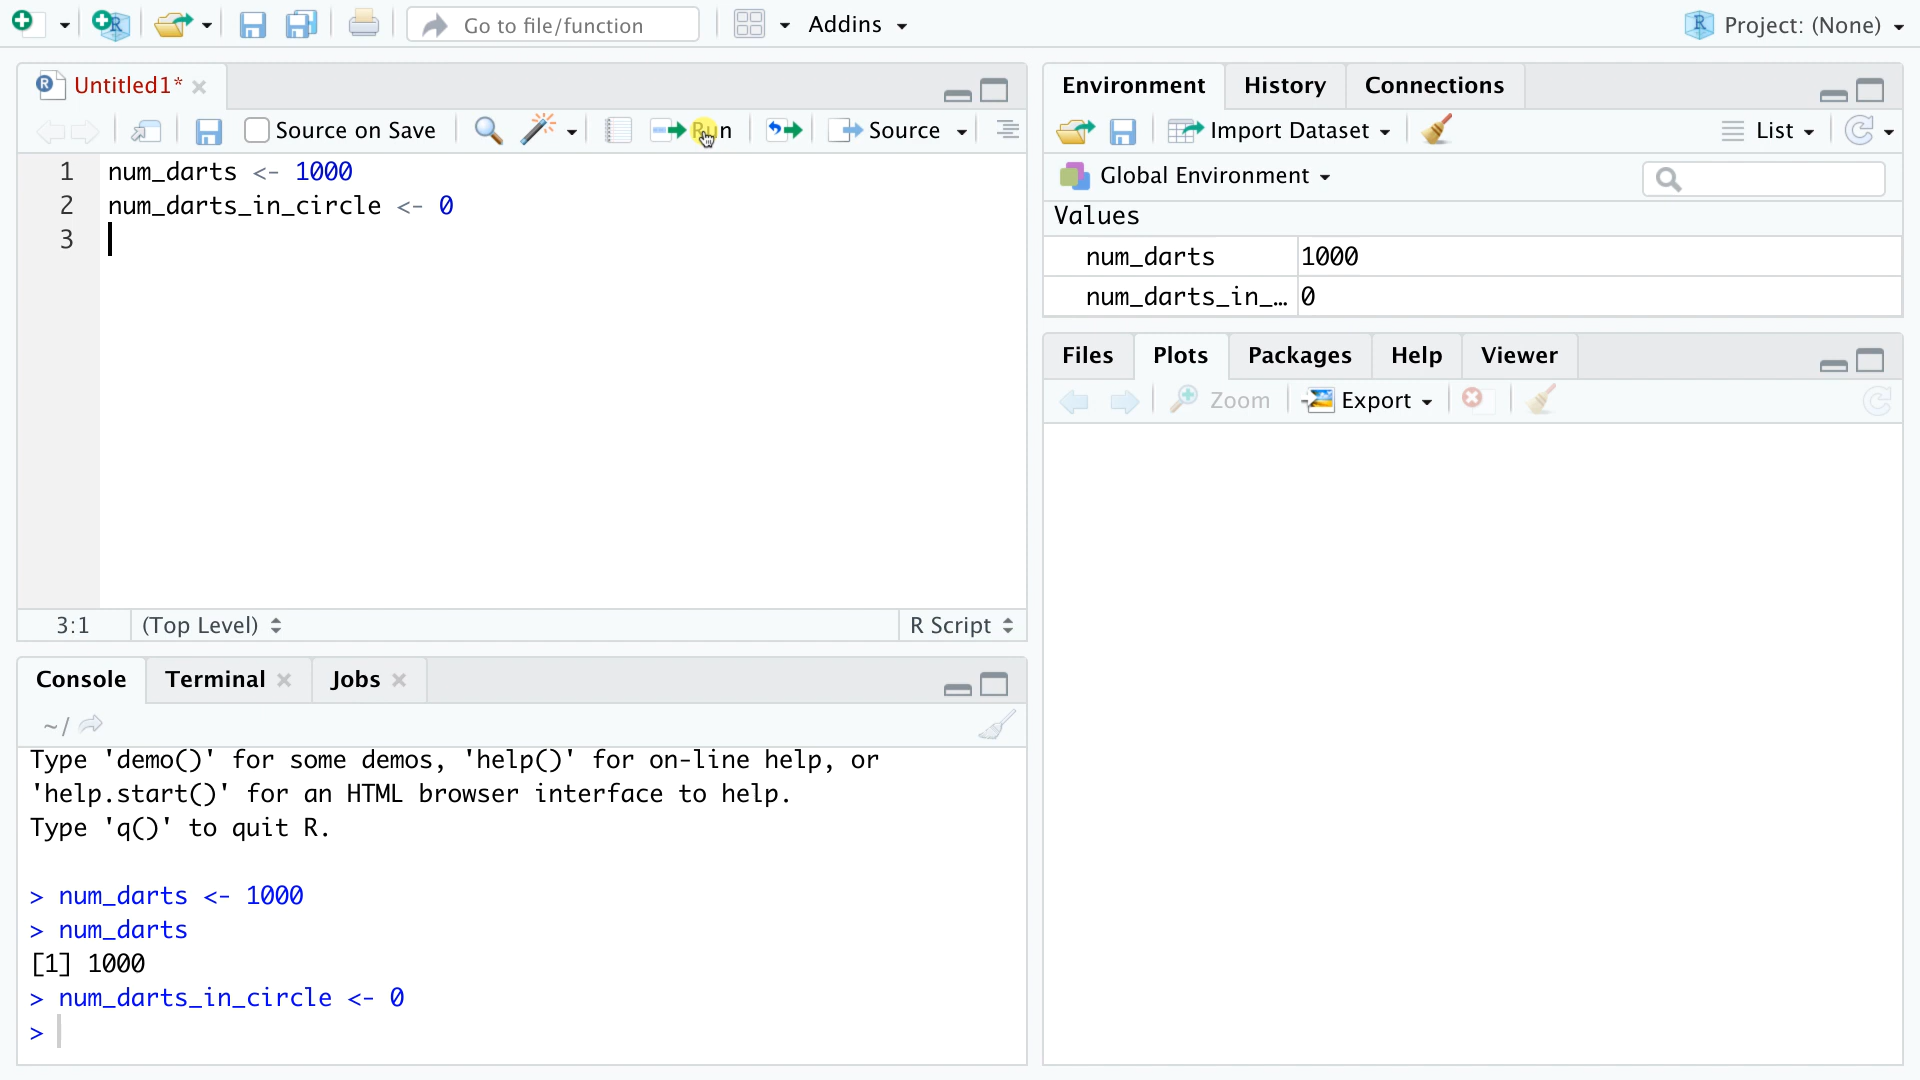 Go to file/function
Addins
Project: (None)
Untitled1*
Source on Save
Run
Source
1 num_darts <- 1000
2 num_darts_in_circle <- 0
3
3:1 (Top Level) R Script
Console Terminal Jobs
~/
Type 'demo()' for some demos, 'help()' for on-line help, or
'help.start()' for an HTML browser interface to help.
Type 'q()' to quit R.
> num_darts <- 1000
> num_darts
[1] 1000
> num_darts_in_circle <- 0
>
Environment History Connections
Import Dataset List
Global Environment
Values
num_darts 1000
num_darts_in_… 0
Files Plots Packages Help Viewer
Zoom Export